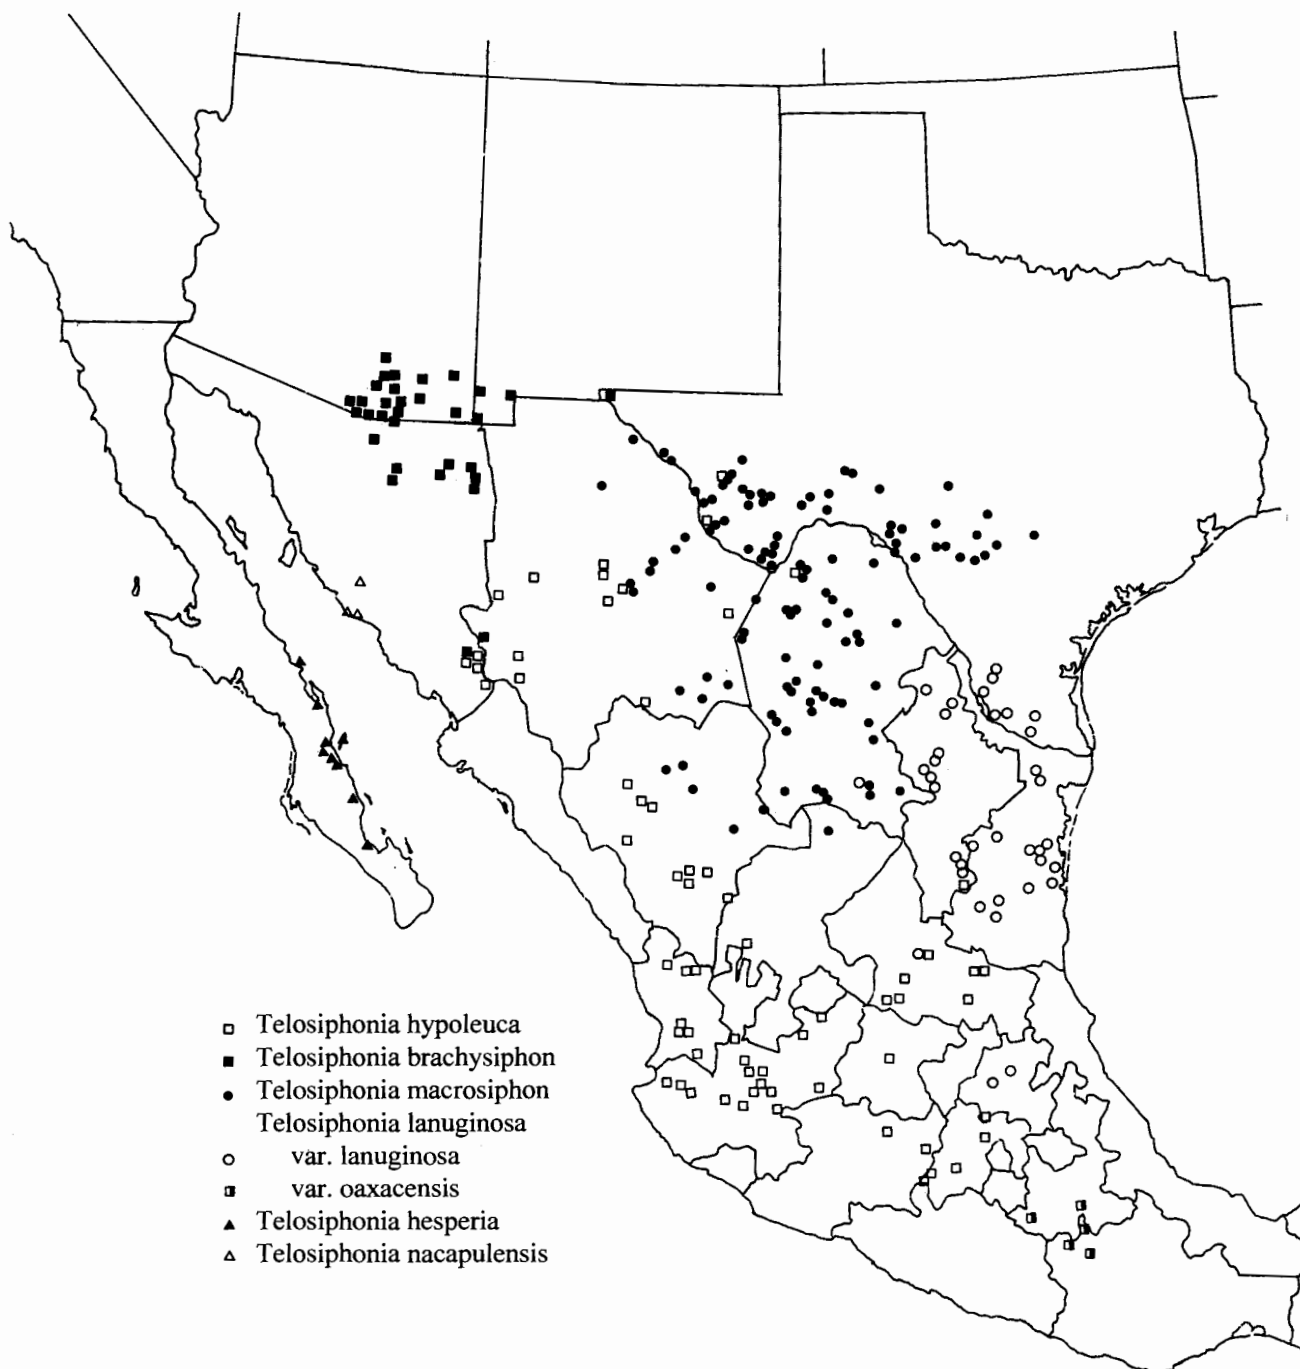 Telosiphonia hypoleuca
Telosiphonia brachysiphon
Telosiphonia macrosiphon
Telosiphonia lanuginosa
var. lanuginosa
var. oaxacensis
Telosiphonia hesperia
Telosiphonia nacapulensis